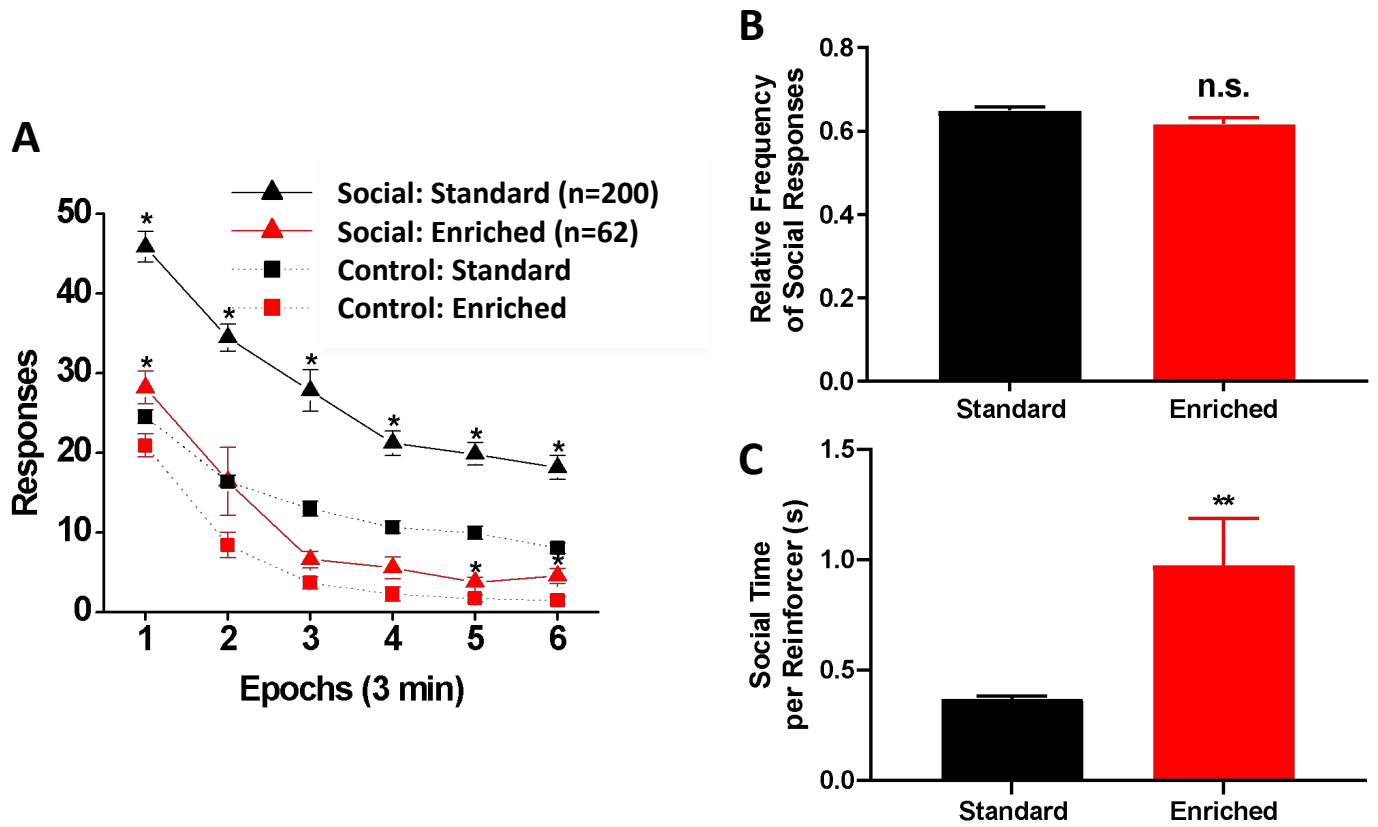 A
Social: Standard (n=200)
Social: Enriched (n=62)
Control: Standard
Control: Enriched
50
40
30
20
10
0
Responses
*
*
*
*
*
*
*
*
*
1 2 3 4 5 6
Epochs (3 min)
B
Relative Frequency
of Social Responses
0.8
0.6
0.4
0.2
0.0
n.s.
Standard Enriched
C
Social Time
per Reinforcer (s)
1.5
1.0
0.5
0.0
**
Standard Enriched